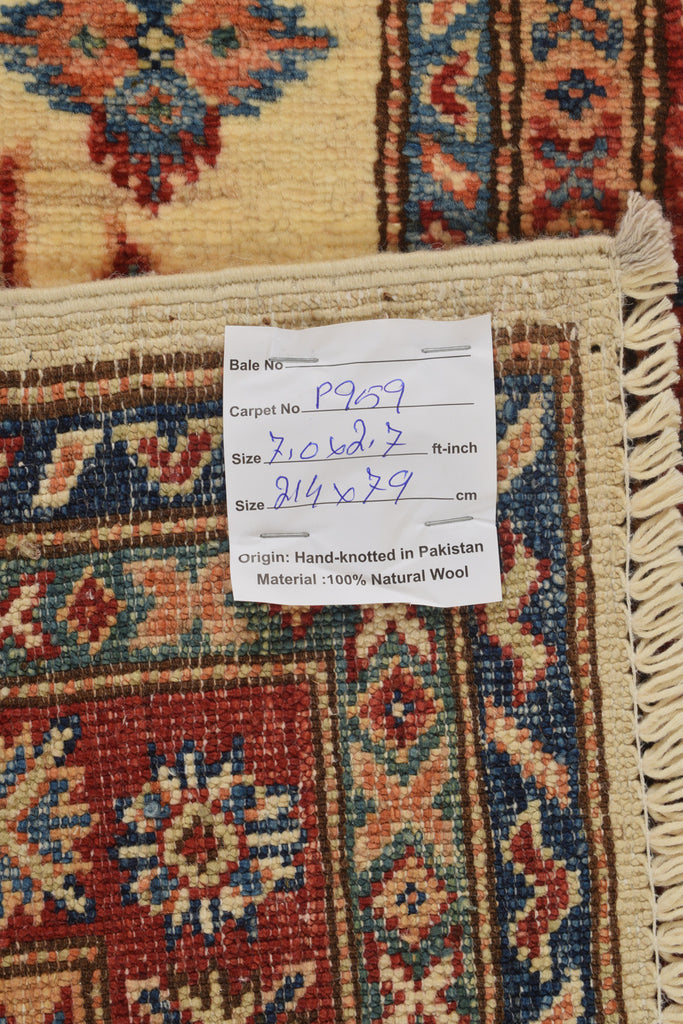 Bale No
Carpet No P959
Size 7,0x2,7 ft-inch
Size 214x79 cm
Origin: Hand-knotted in Pakistan
Material :100% Natural Wool